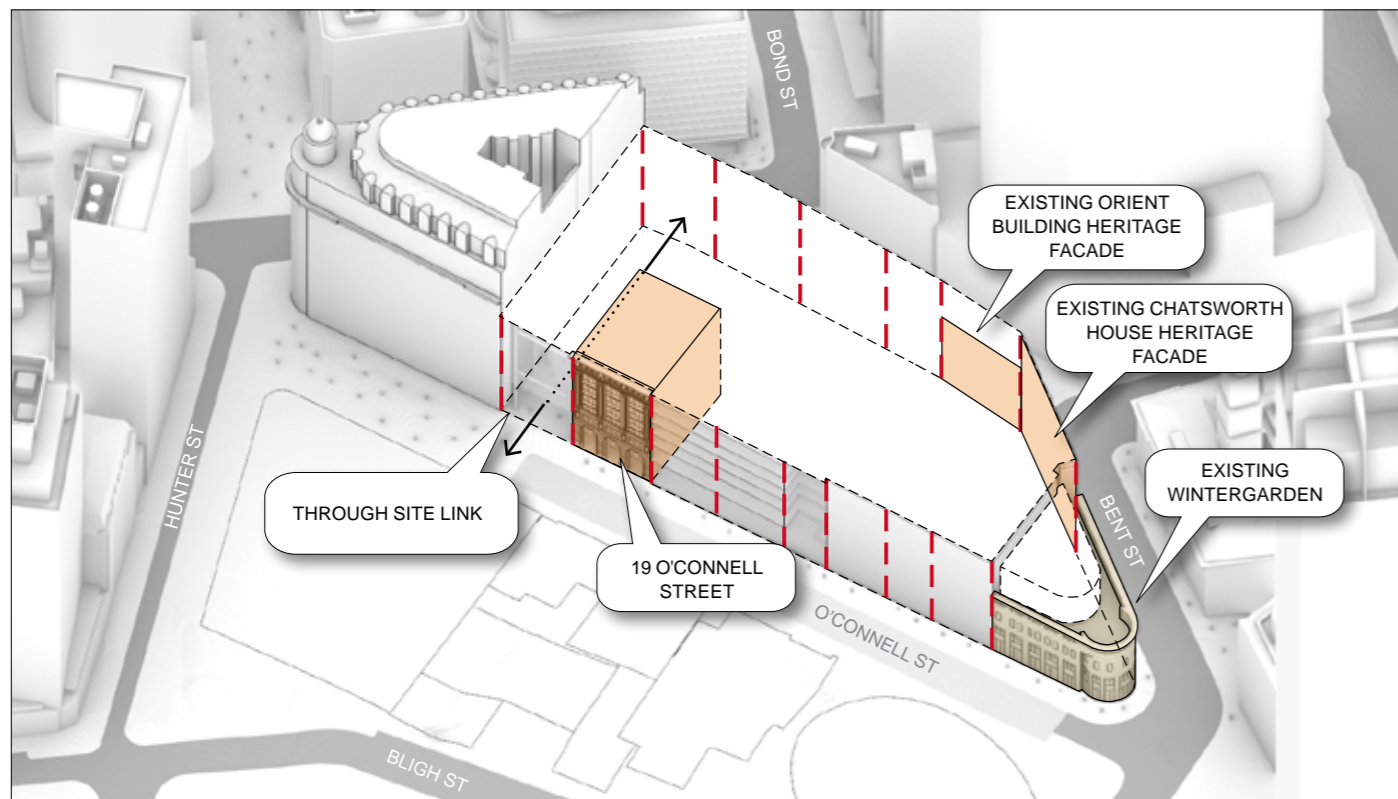 BOND ST
EXISTING ORIENT
BUILDING HERITAGE
FACADE
EXISTING CHATSWORTH
HOUSE HERITAGE
FACADE
EXISTING
WINTERGARDEN
BENT ST
HUNTER ST
THROUGH SITE LINK
19 O'CONNELL
STREET
O'CONNELL ST
BLIGH ST